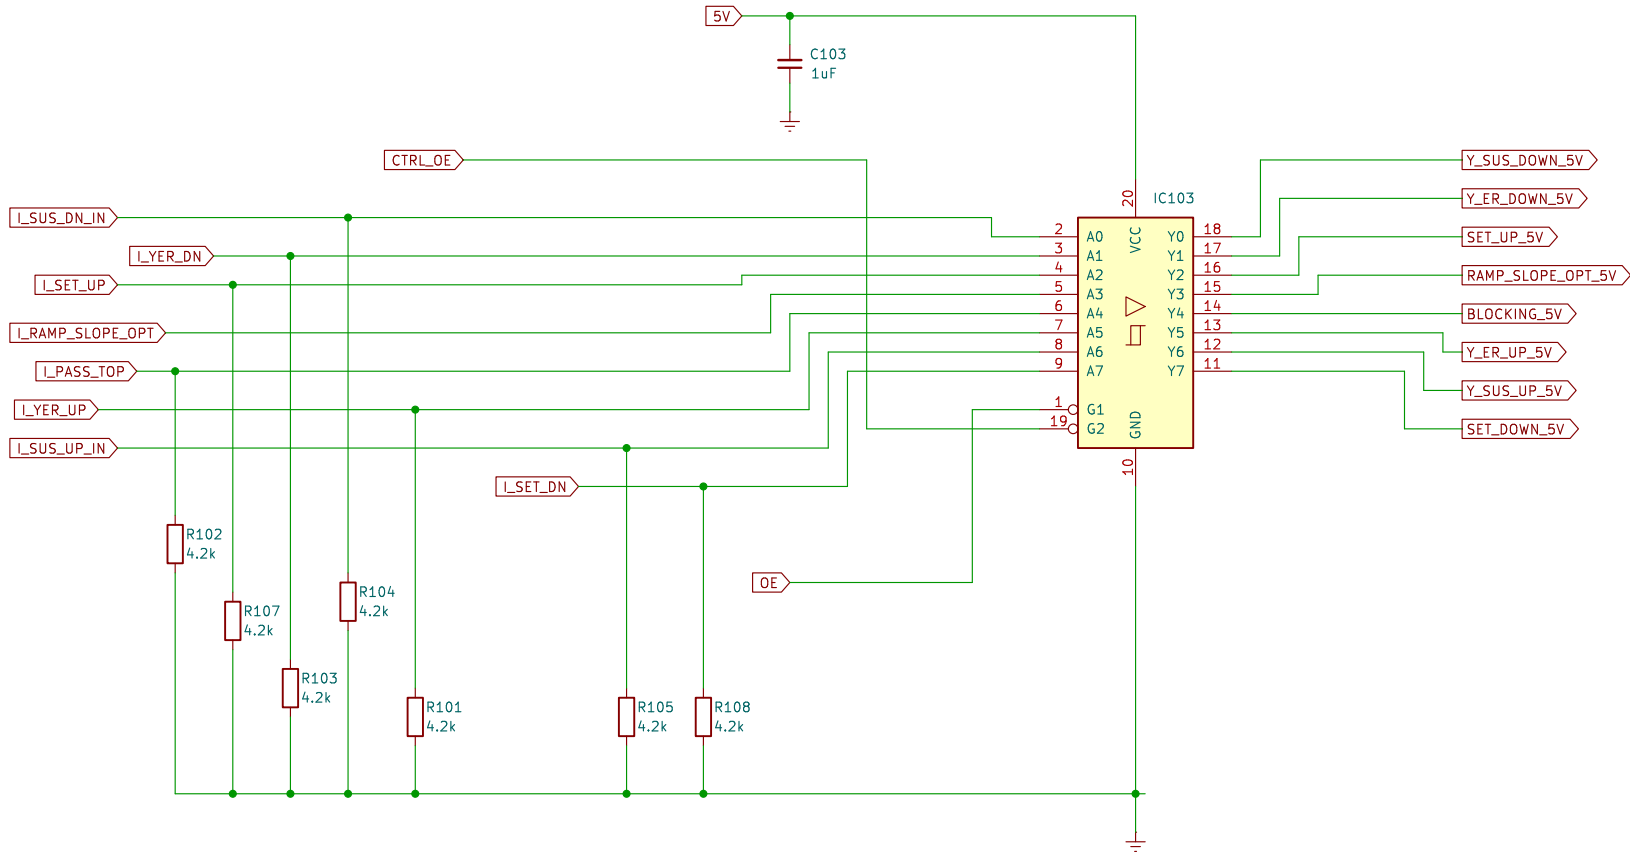 5V
C103
1uF
CTRL_OE
Y_SUS_DOWN_5V
20
IC103
Y_ER_DOWN_5V
I_SUS_DN_IN
2 A0 VCC Y0 18
SET_UP_5V
I_YER_DN
3 A1 Y1 17
4 A2 Y2 16
RAMP_SLOPE_OPT_5V
I_SET_UP
5 A3 Y3 15
6 A4 Y4 14
BLOCKING_5V
I_RAMP_SLOPE_OPT
7 A5 Y5 13
8 A6 Y6 12
Y_ER_UP_5V
I_PASS_TOP
9 A7 Y7 11
Y_SUS_UP_5V
I_YER_UP
1 G1
19 G2 GND
SET_DOWN_5V
I_SUS_UP_IN
10
I_SET_DN
R102
4.2k
OE
R104
4.2k
R107
4.2k
R103
4.2k
R101
4.2k
R105
4.2k
R108
4.2k